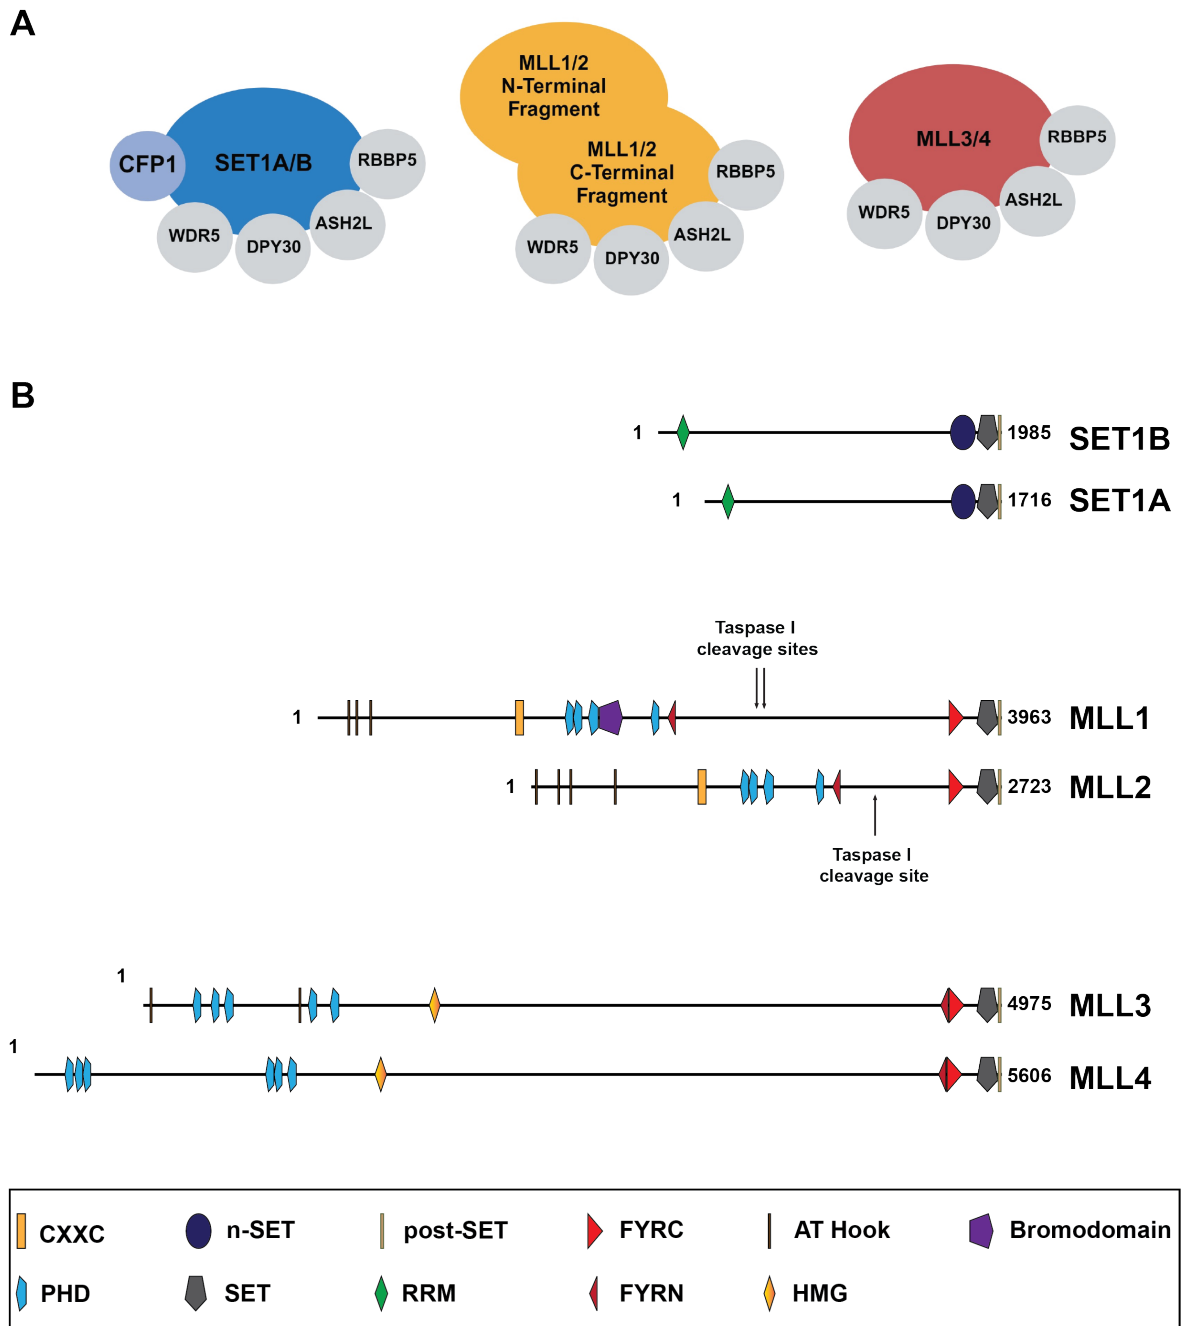 A
CFP1
SET1A/B
RBBP5
WDR5
DPY30
ASH2L
MLL1/2
N-Terminal
Fragment
MLL1/2
C-Terminal
Fragment
RBBP5
WDR5
DPY30
ASH2L
MLL3/4
RBBP5
WDR5
DPY30
ASH2L
B
1 1985 SET1B
1 1716 SET1A
Taspase I
cleavage sites
1 3963 MLL1
1 2723 MLL2
Taspase I
cleavage site
1 4975 MLL3
1 5606 MLL4
CXXC n-SET post-SET FYRC AT Hook Bromodomain
PHD SET RRM FYRN HMG